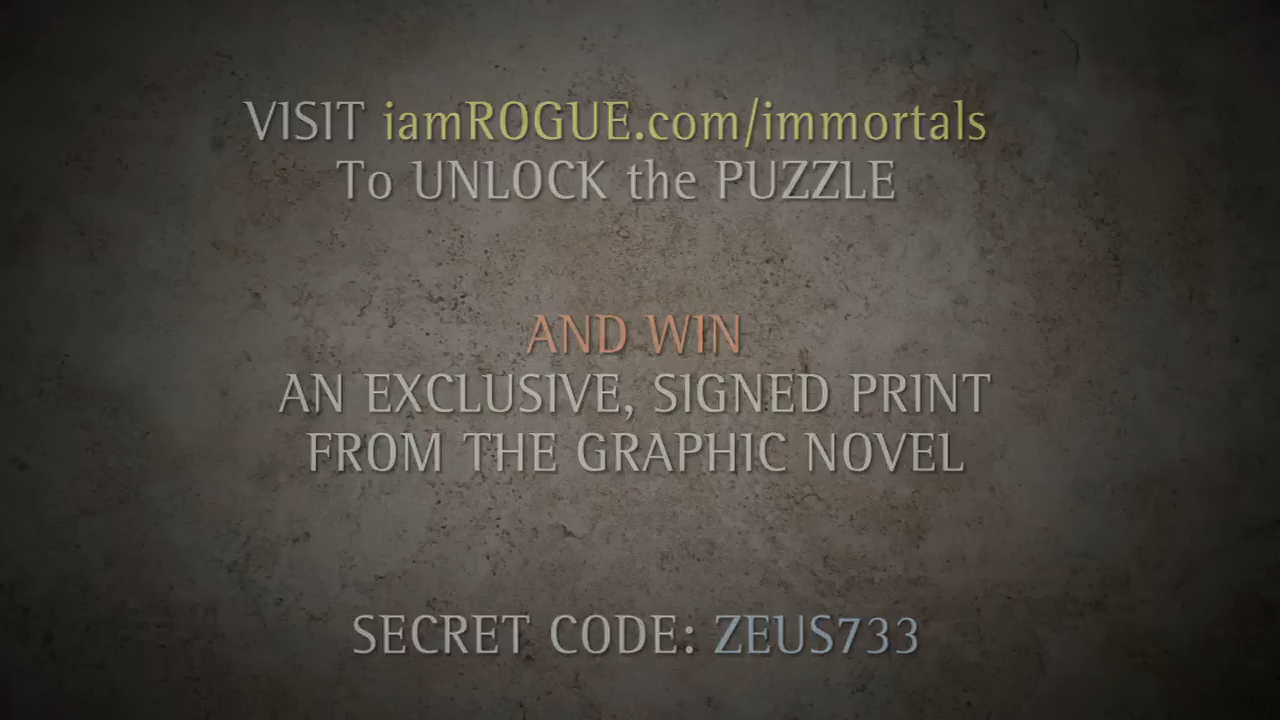 VISIT iamROGUE.com/immortals
To UNLOCK the PUZZLE
AND WIN
AN EXCLUSIVE, SIGNED PRINT
FROM THE GRAPHIC NOVEL
SECRET CODE: ZEUS733